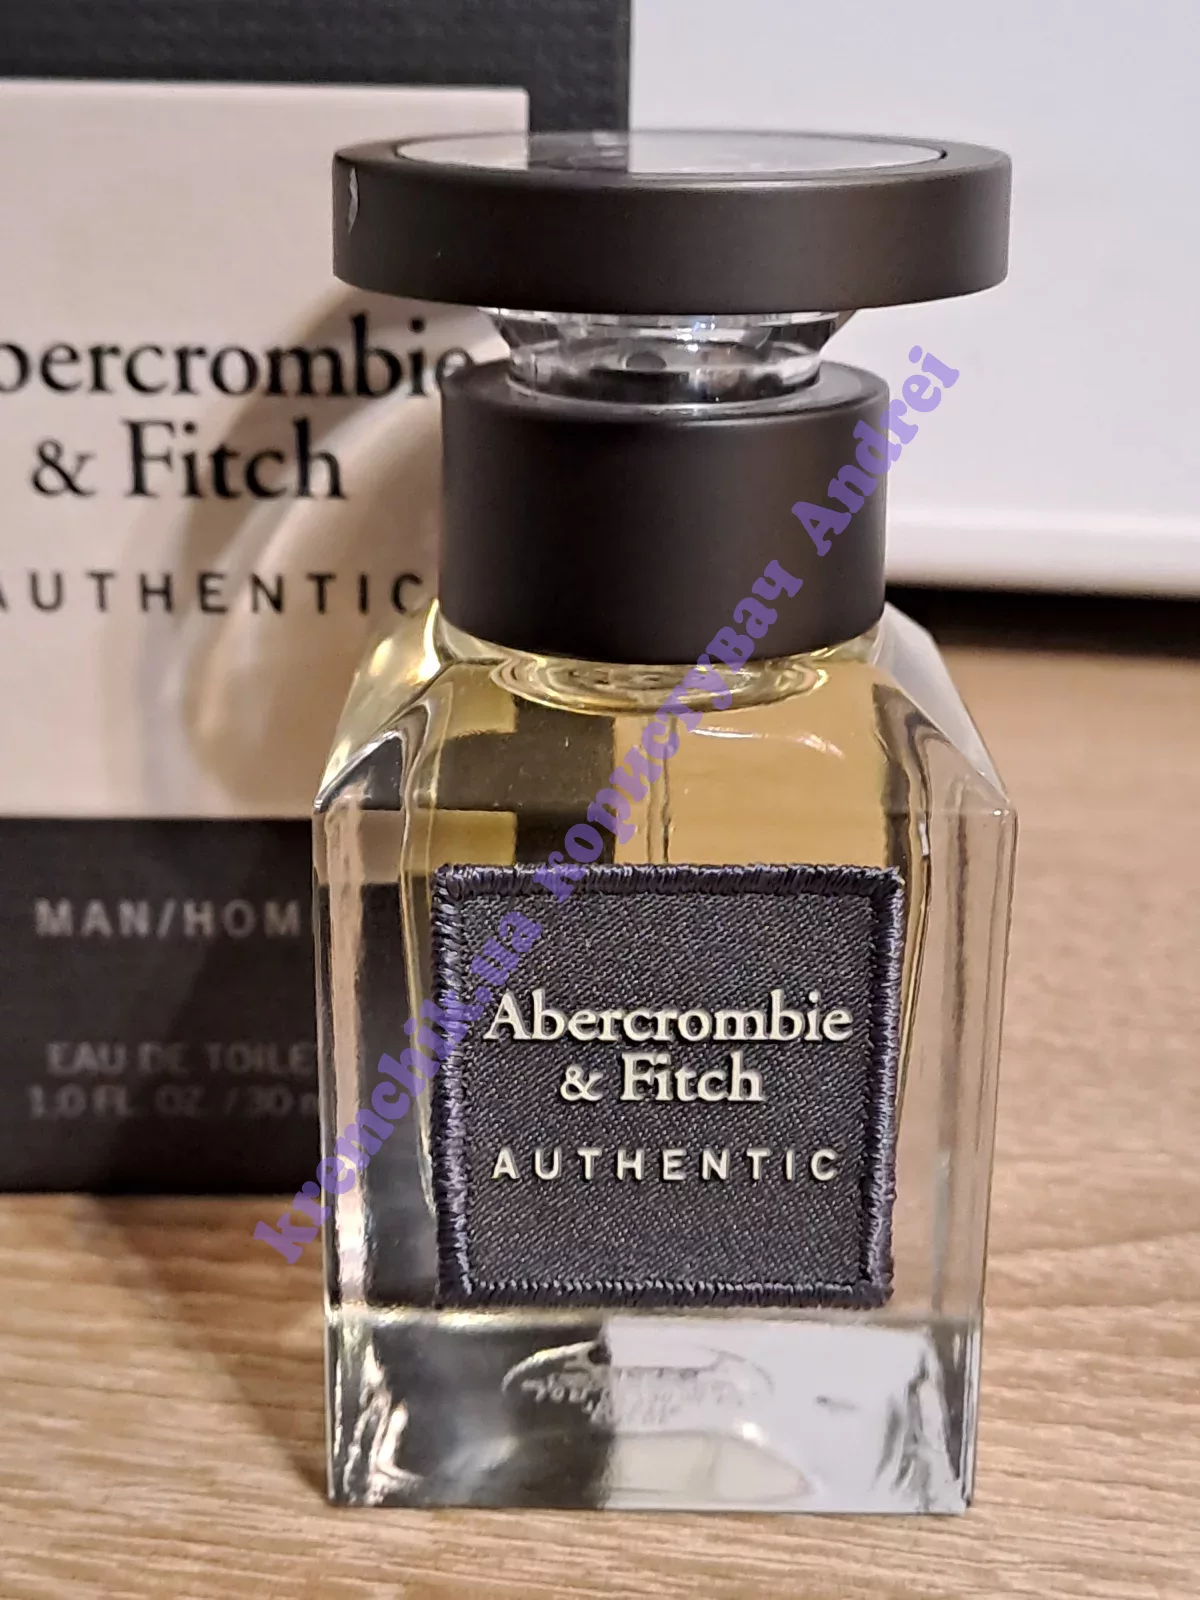 bercrombie
& Fitch
AUTHENTIC
MAN/HOM
EAU DE TOILE
1.0 FL. OZ. / 30 m
Abercrombie
& Fitch
AUTHENTIC
kremchik.ua користувач Andrei